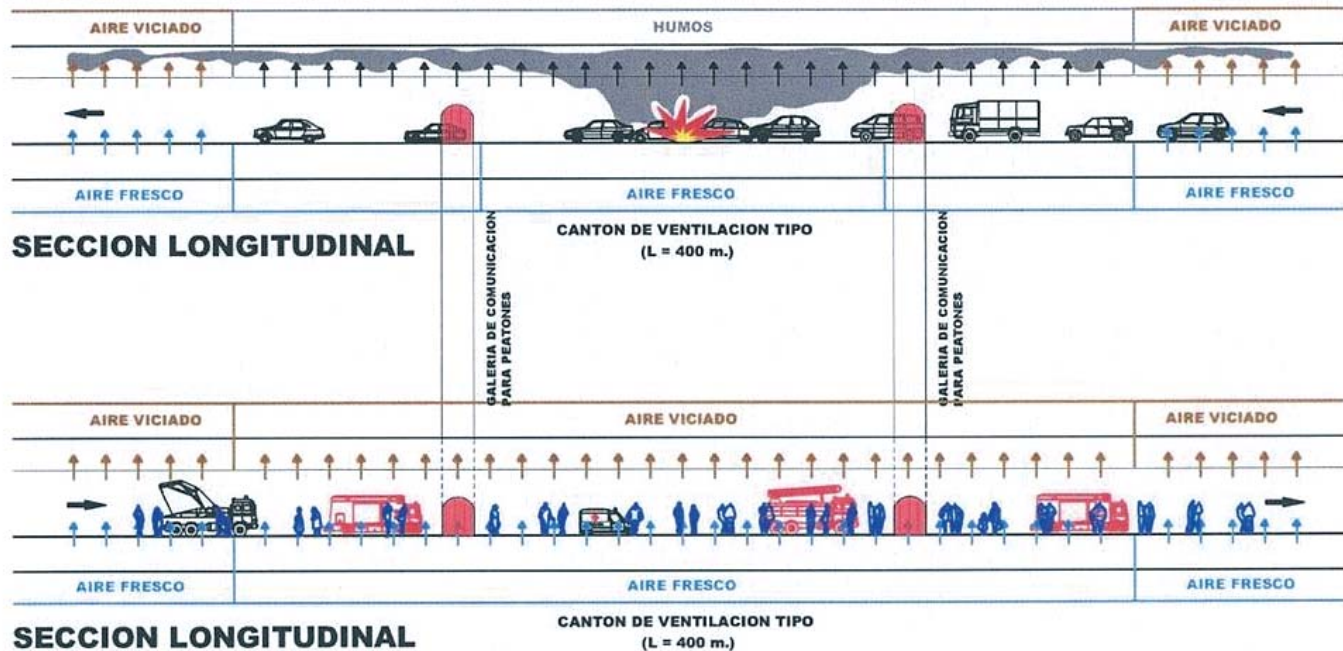 AIRE VICIADO
HUMOS
AIRE VICIADO
AIRE FRESCO
AIRE FRESCO
AIRE FRESCO
SECCION LONGITUDINAL
CANTON DE VENTILACION TIPO
(L = 400 m.)
GALERIA DE COMUNICACION
PARA PEATONES
GALERIA DE COMUNICACION
PARA PEATONES
AIRE VICIADO
AIRE VICIADO
AIRE VICIADO
AIRE FRESCO
AIRE FRESCO
AIRE FRESCO
SECCION LONGITUDINAL
CANTON DE VENTILACION TIPO
(L = 400 m.)